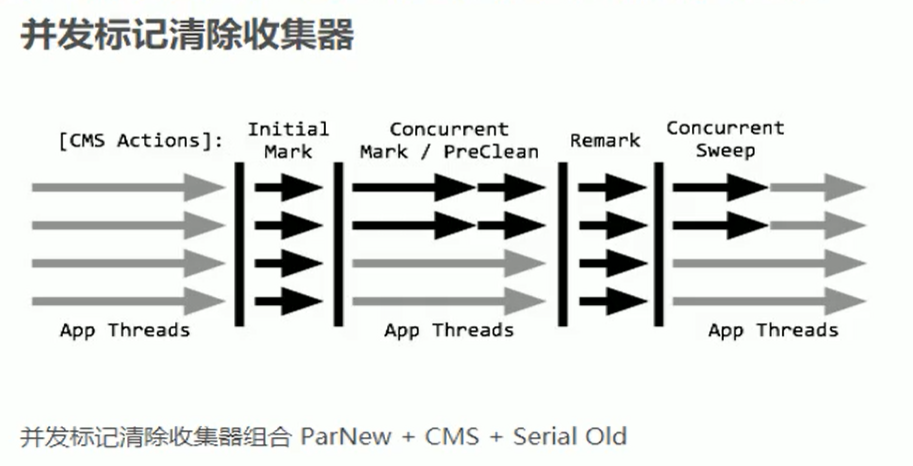 并发标记清除收集器
[CMS Actions]:
Initial
Mark
Concurrent
Mark / PreClean
Remark
Concurrent
Sweep
App Threads
App Threads
App Threads
并发标记清除收集器组合 ParNew + CMS + Serial Old